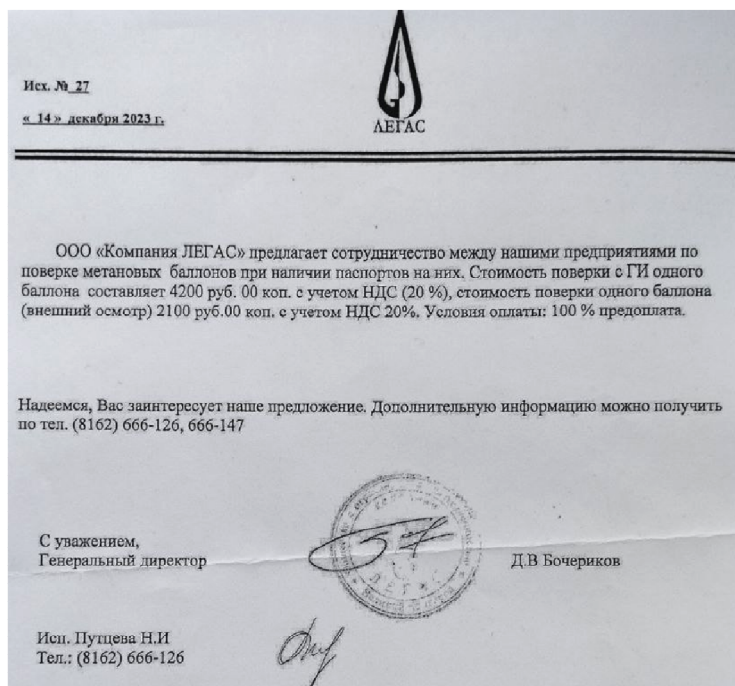 Исх. № 27
« 14 » декабря 2023 г.
ЛЕГАС
ООО «Компания ЛЕГАС» предлагает сотрудничество между нашими предприятиями по
поверке метановых баллонов при наличии паспортов на них. Стоимость поверки с ГИ одного
баллона составляет 4200 руб. 00 коп. с учетом НДС (20 %), стоимость поверки одного баллона
(внешний осмотр) 2100 руб.00 коп. с учетом НДС 20%. Условия оплаты: 100 % предоплата.
Надеемся, Вас заинтересует наше предложение. Дополнительную информацию можно получить
по тел. (8162) 666-126, 666-147
С уважением,
Генеральный директор
Д.В Бочериков
ЛЕГАС
Исп. Путцева Н.И
Тел.: (8162) 666-126